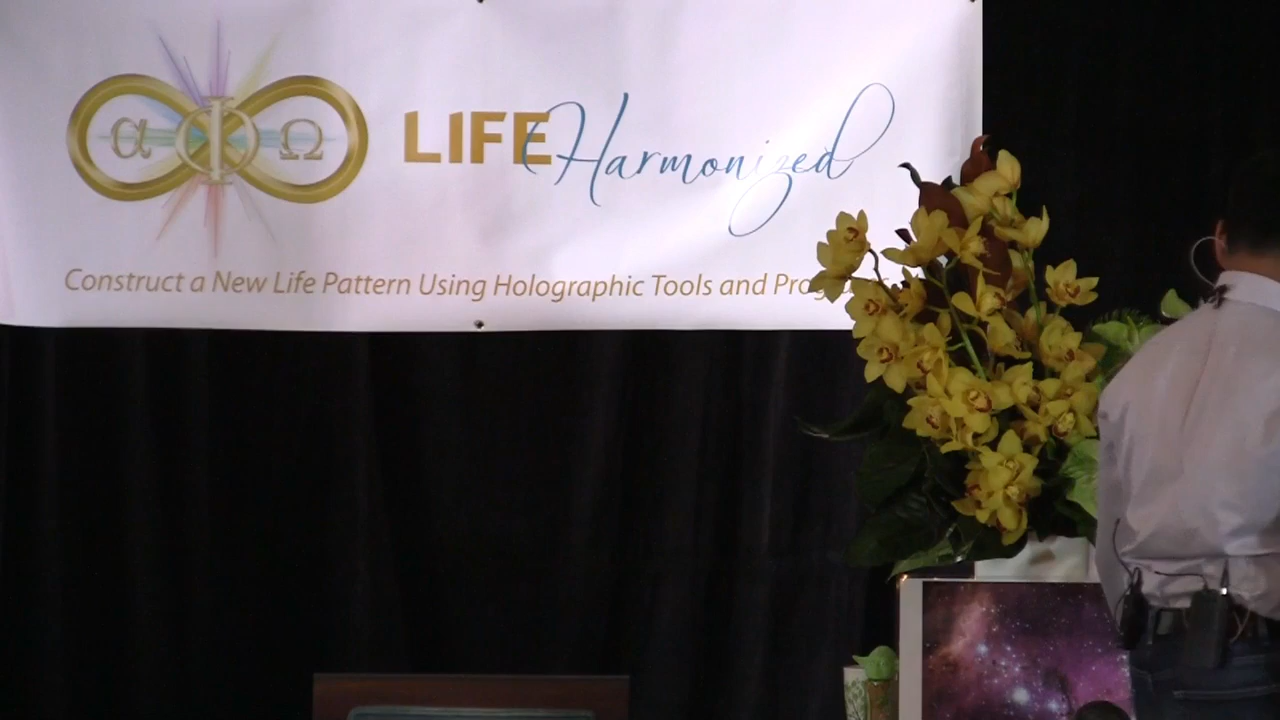 α Φ Ω
LIFE Harmonized
Construct a New Life Pattern Using Holographic Tools and